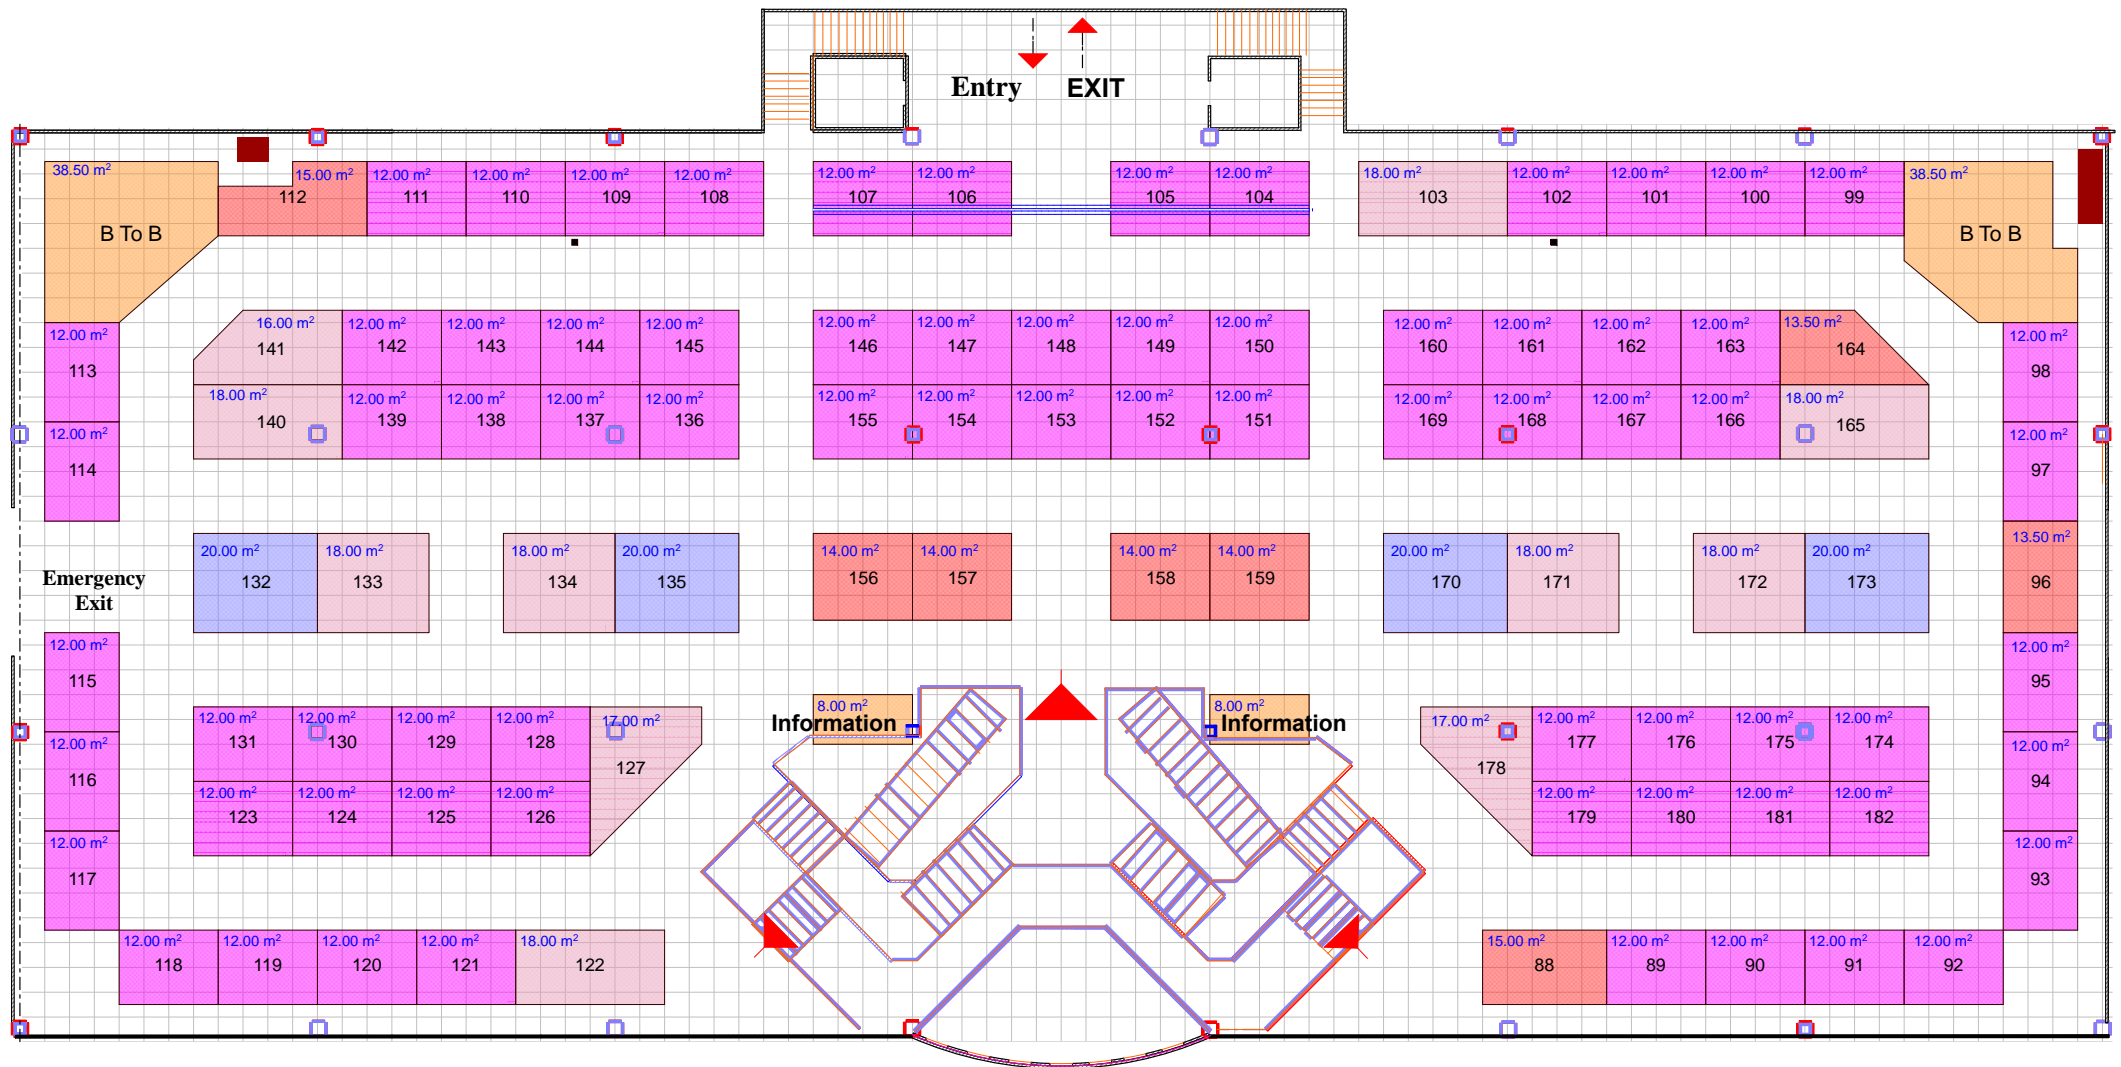 Entry EXIT
38.50 m²
B To B
15.00 m²
112
12.00 m²
111
12.00 m²
110
12.00 m²
109
12.00 m²
108
12.00 m²
107
12.00 m²
106
12.00 m²
105
12.00 m²
104
18.00 m²
103
12.00 m²
102
12.00 m²
101
12.00 m²
100
12.00 m²
99
38.50 m²
B To B
12.00 m²
113
12.00 m²
114
16.00 m²
141
12.00 m²
142
12.00 m²
143
12.00 m²
144
12.00 m²
145
18.00 m²
140
12.00 m²
139
12.00 m²
138
12.00 m²
137
12.00 m²
136
12.00 m²
146
12.00 m²
147
12.00 m²
148
12.00 m²
149
12.00 m²
150
12.00 m²
155
12.00 m²
154
12.00 m²
153
12.00 m²
152
12.00 m²
151
12.00 m²
160
12.00 m²
161
12.00 m²
162
12.00 m²
163
13.50 m²
164
12.00 m²
169
12.00 m²
168
12.00 m²
167
12.00 m²
166
18.00 m²
165
12.00 m²
98
12.00 m²
97
13.50 m²
96
Emergency
Exit
20.00 m²
132
18.00 m²
133
18.00 m²
134
20.00 m²
135
14.00 m²
156
14.00 m²
157
14.00 m²
158
14.00 m²
159
20.00 m²
170
18.00 m²
171
18.00 m²
172
20.00 m²
173
12.00 m²
115
12.00 m²
116
12.00 m²
117
12.00 m²
131
12.00 m²
130
12.00 m²
129
12.00 m²
128
17.00 m²
127
12.00 m²
123
12.00 m²
124
12.00 m²
125
12.00 m²
126
8.00 m²
Information
8.00 m²
Information
17.00 m²
178
12.00 m²
177
12.00 m²
176
12.00 m²
175
12.00 m²
174
12.00 m²
179
12.00 m²
180
12.00 m²
181
12.00 m²
182
12.00 m²
95
12.00 m²
94
12.00 m²
93
12.00 m²
118
12.00 m²
119
12.00 m²
120
12.00 m²
121
18.00 m²
122
15.00 m²
88
12.00 m²
89
12.00 m²
90
12.00 m²
91
12.00 m²
92